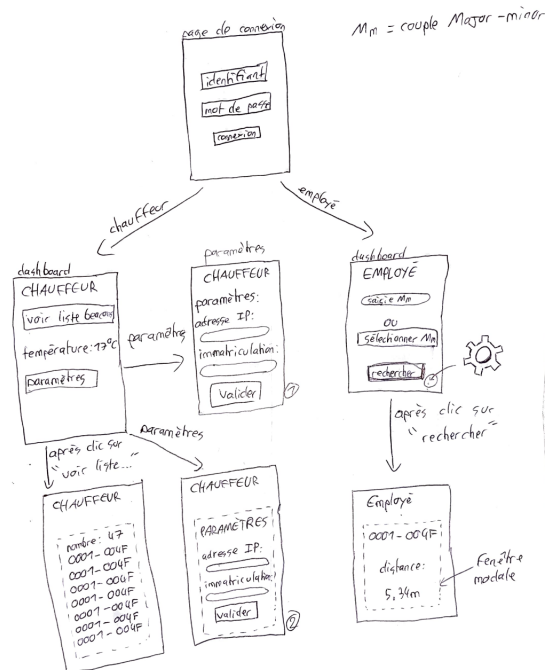 page de connexion
Mm = couple Major-minor
identifiant
mot de passe
connexion
chauffeur
employé
dashboard
CHAUFFEUR
voir liste beacons
température: 17°C
paramètres
paramètre
paramètres
CHAUFFEUR
paramètres:
adresse IP:
immatriculation:
Valider
1
dashboard
EMPLOYÉ
saisie Mm
OU
sélectionner Mm
rechercher
après clic sur
"voir liste..."
paramètres
après clic sur
"rechercher"
CHAUFFEUR
nombre: 47
0001-004F
0001-004F
0001-004F
0001-004F
0001-004F
0001-004F
0001-004F
CHAUFFEUR
PARAMÈTRES
adresse IP:
immatriculation:
valider
2
Employé
0001-004F
distance:
5,34m
Fenêtre
modale